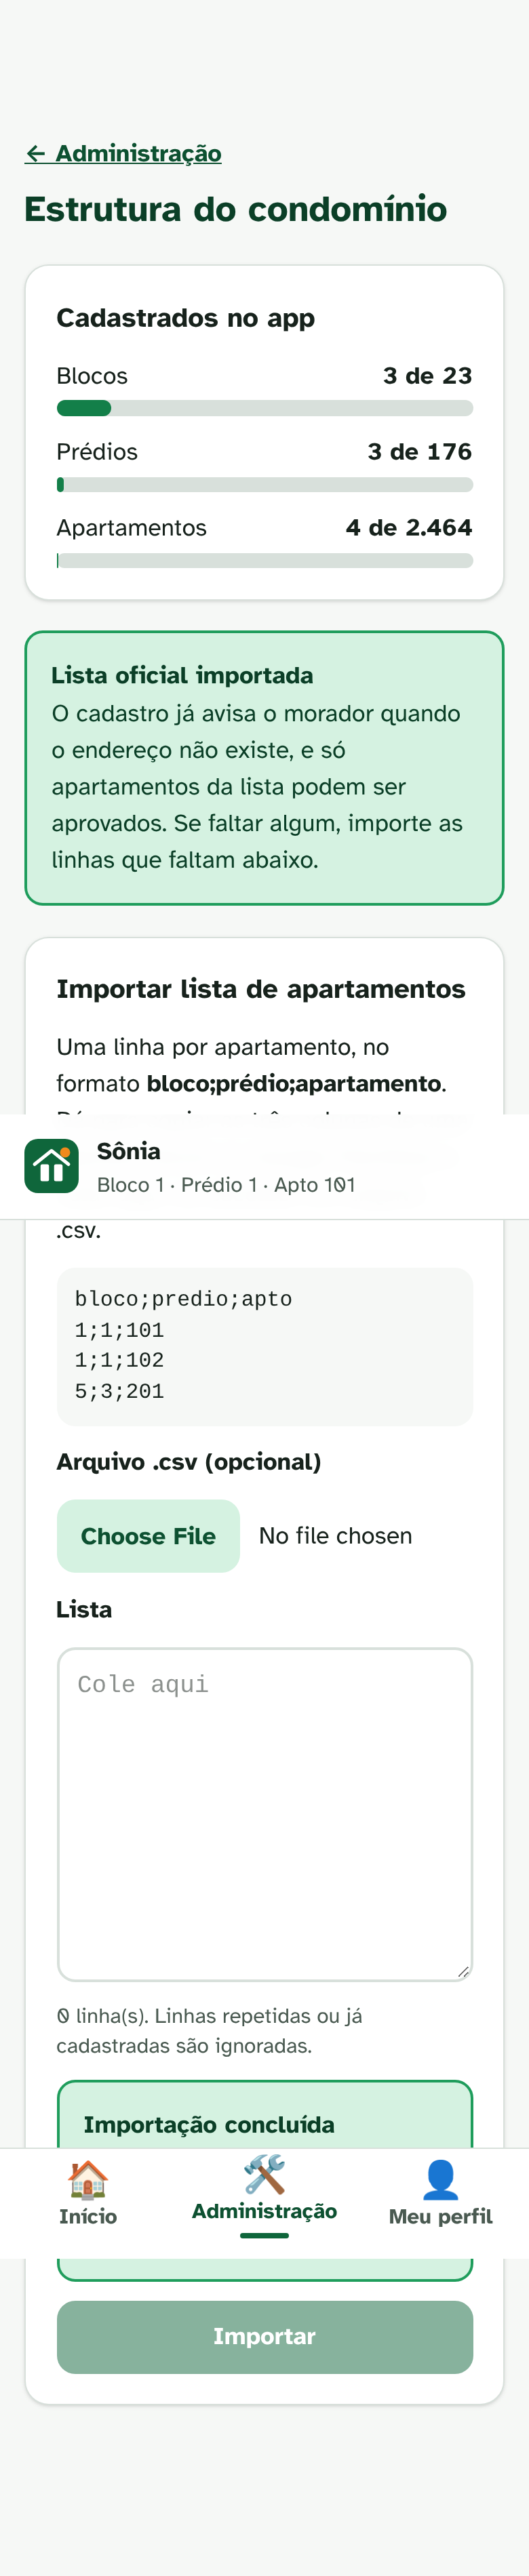 ← Administração
Estrutura do condomínio
Cadastrados no app
Blocos 3 de 23
Prédios 3 de 176
Apartamentos 4 de 2.464
Lista oficial importada
O cadastro já avisa o morador quando
o endereço não existe, e só
apartamentos da lista podem ser
aprovados. Se faltar algum, importe as
linhas que faltam abaixo.
Importar lista de apartamentos
Uma linha por apartamento, no
formato bloco;prédio;apartamento.
Sônia
Bloco 1 · Prédio 1 · Apto 101
.csv.
bloco;predio;apto
1;1;101
1;1;102
5;3;201
Arquivo .csv (opcional)
Choose File No file chosen
Lista
Cole aqui
0 linha(s). Linhas repetidas ou já
cadastradas são ignoradas.
Importação concluída
Início Administração Meu perfil
Importar